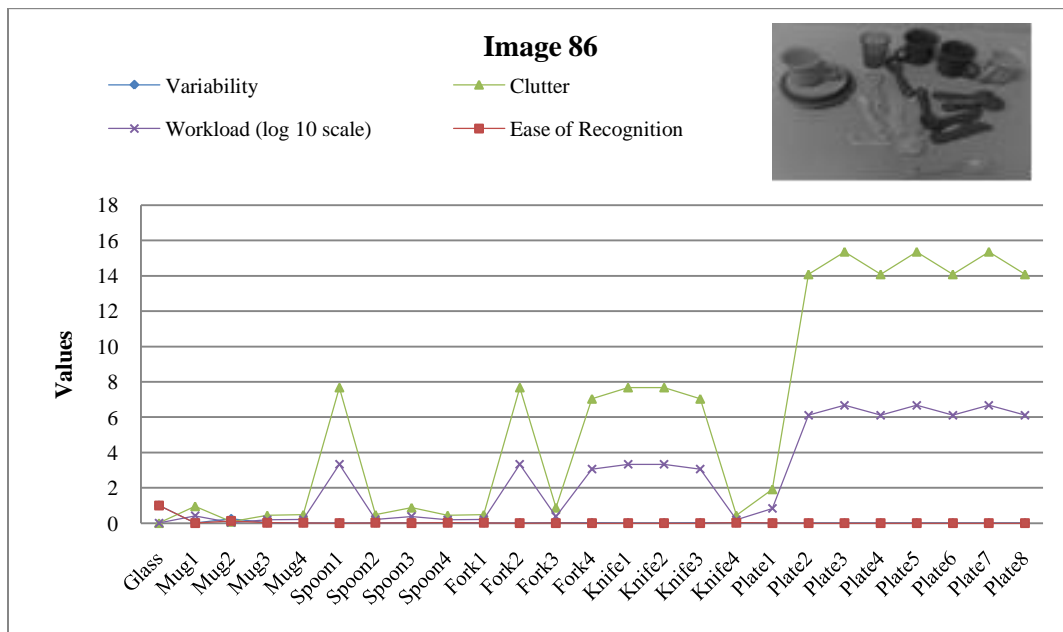 Image 86
Variability
Clutter
Workload (log 10 scale)
Ease of Recognition
18
16
14
12
10
8
6
4
2
0
Values
Glass
Mug1
Mug2
Mug3
Mug4
Spoon1
Spoon2
Spoon3
Spoon4
Fork1
Fork2
Fork3
Fork4
Knife1
Knife2
Knife3
Knife4
Plate1
Plate2
Plate3
Plate4
Plate5
Plate6
Plate7
Plate8